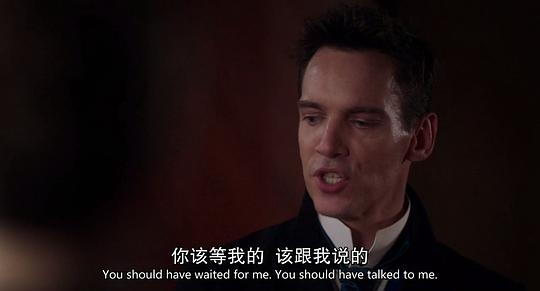 你该等我的 该跟我说的
You should have waited for me. You should have talked to me.